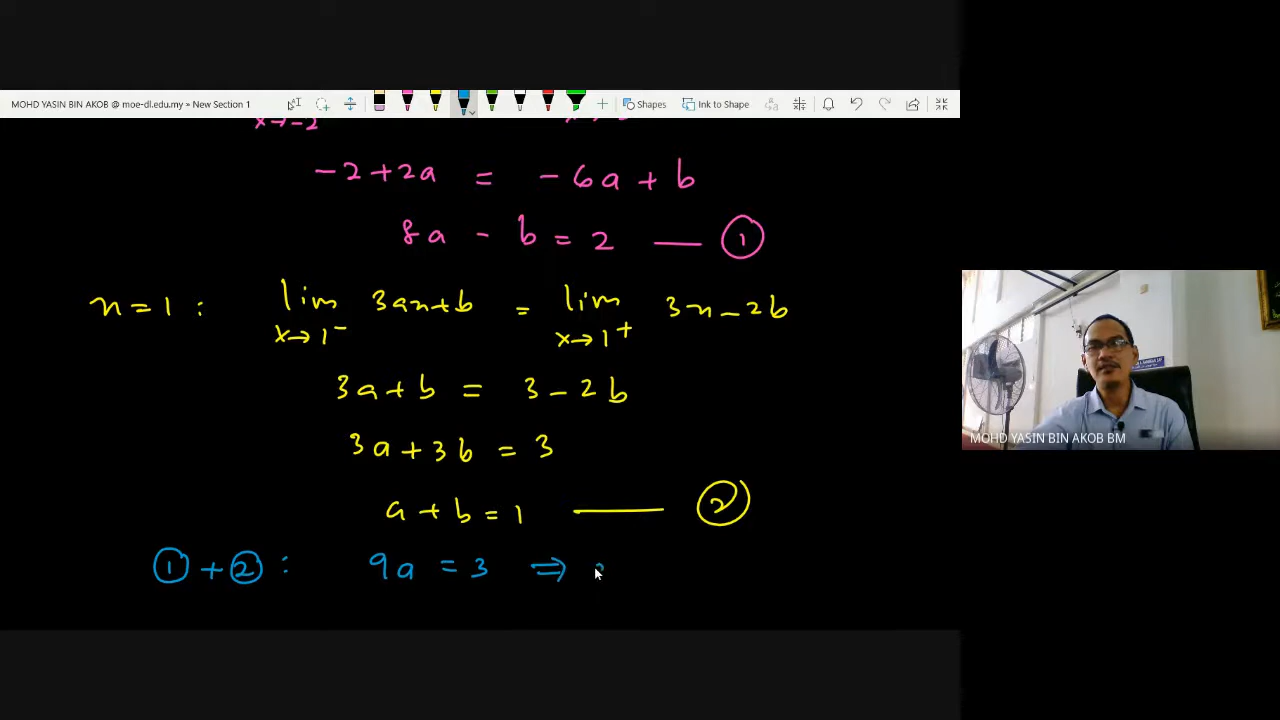 MOHD YASIN BIN AKOB @ moe-dl.edu.my » New Section 1
Shapes
Ink to Shape
x→-2
-2+2a = -6a+b
8a - b = 2 — ①
x=1 : lim x→1⁻ 3ax+b = lim x→1⁺ 3x-2b
3a+b = 3-2b
3a+3b = 3
a+b=1 — ②
①+② : 9a = 3 ⇒
MOHD YASIN BIN AKOB BM